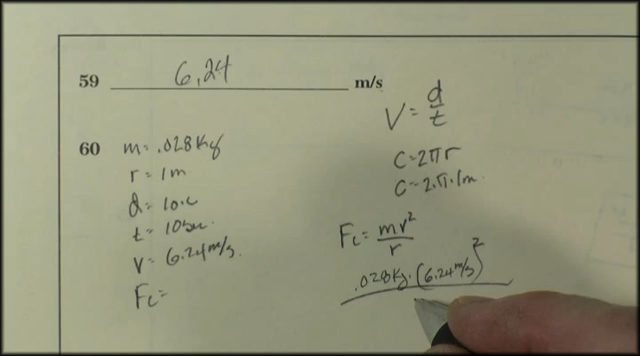 59 6.24 m/s
V = d/t
60 m = .028 Kg
r = 1m
d = 10.c
t = 10 sec.
V = 6.24 m/s.
Fc =
C = 2πr
C = 2.π.1m.
Fc = mv²/r
.028 Kg. (6.24 m/s)²